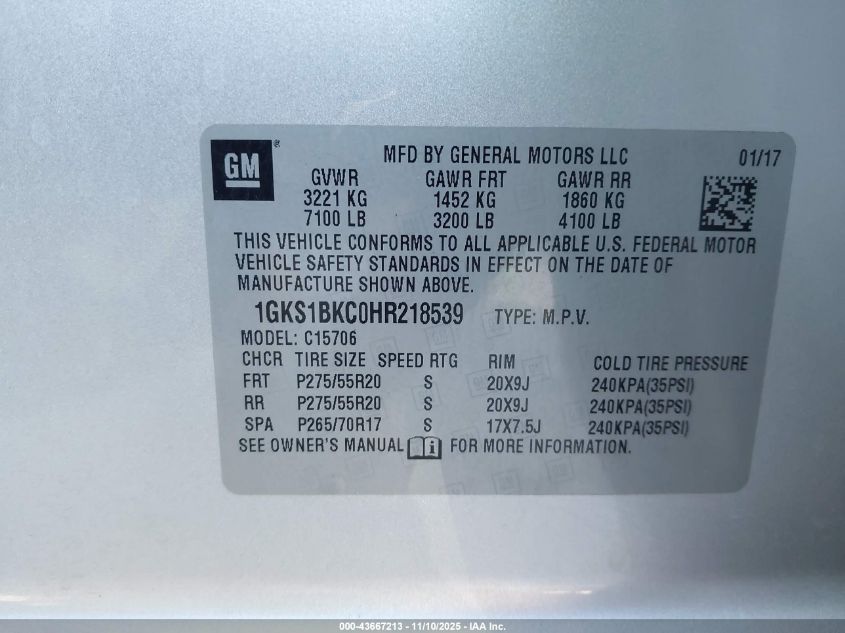 GM ®
MFD BY GENERAL MOTORS LLC 01/17
GVWR GAWR FRT GAWR RR
3221 KG 1452 KG 1860 KG
7100 LB 3200 LB 4100 LB
THIS VEHICLE CONFORMS TO ALL APPLICABLE U.S. FEDERAL MOTOR
VEHICLE SAFETY STANDARDS IN EFFECT ON THE DATE OF
MANUFACTURE SHOWN ABOVE.
1GKS1BKC0HR218539 TYPE: M.P.V.
MODEL: C15706
CHCR TIRE SIZE SPEED RTG RIM COLD TIRE PRESSURE
FRT P275/55R20 S 20X9J 240KPA(35PSI)
RR P275/55R20 S 20X9J 240KPA(35PSI)
SPA P265/70R17 S 17X7.5J 240KPA(35PSI)
SEE OWNER'S MANUAL i FOR MORE INFORMATION.
000-43667213 - 11/10/2025 - IAA Inc.